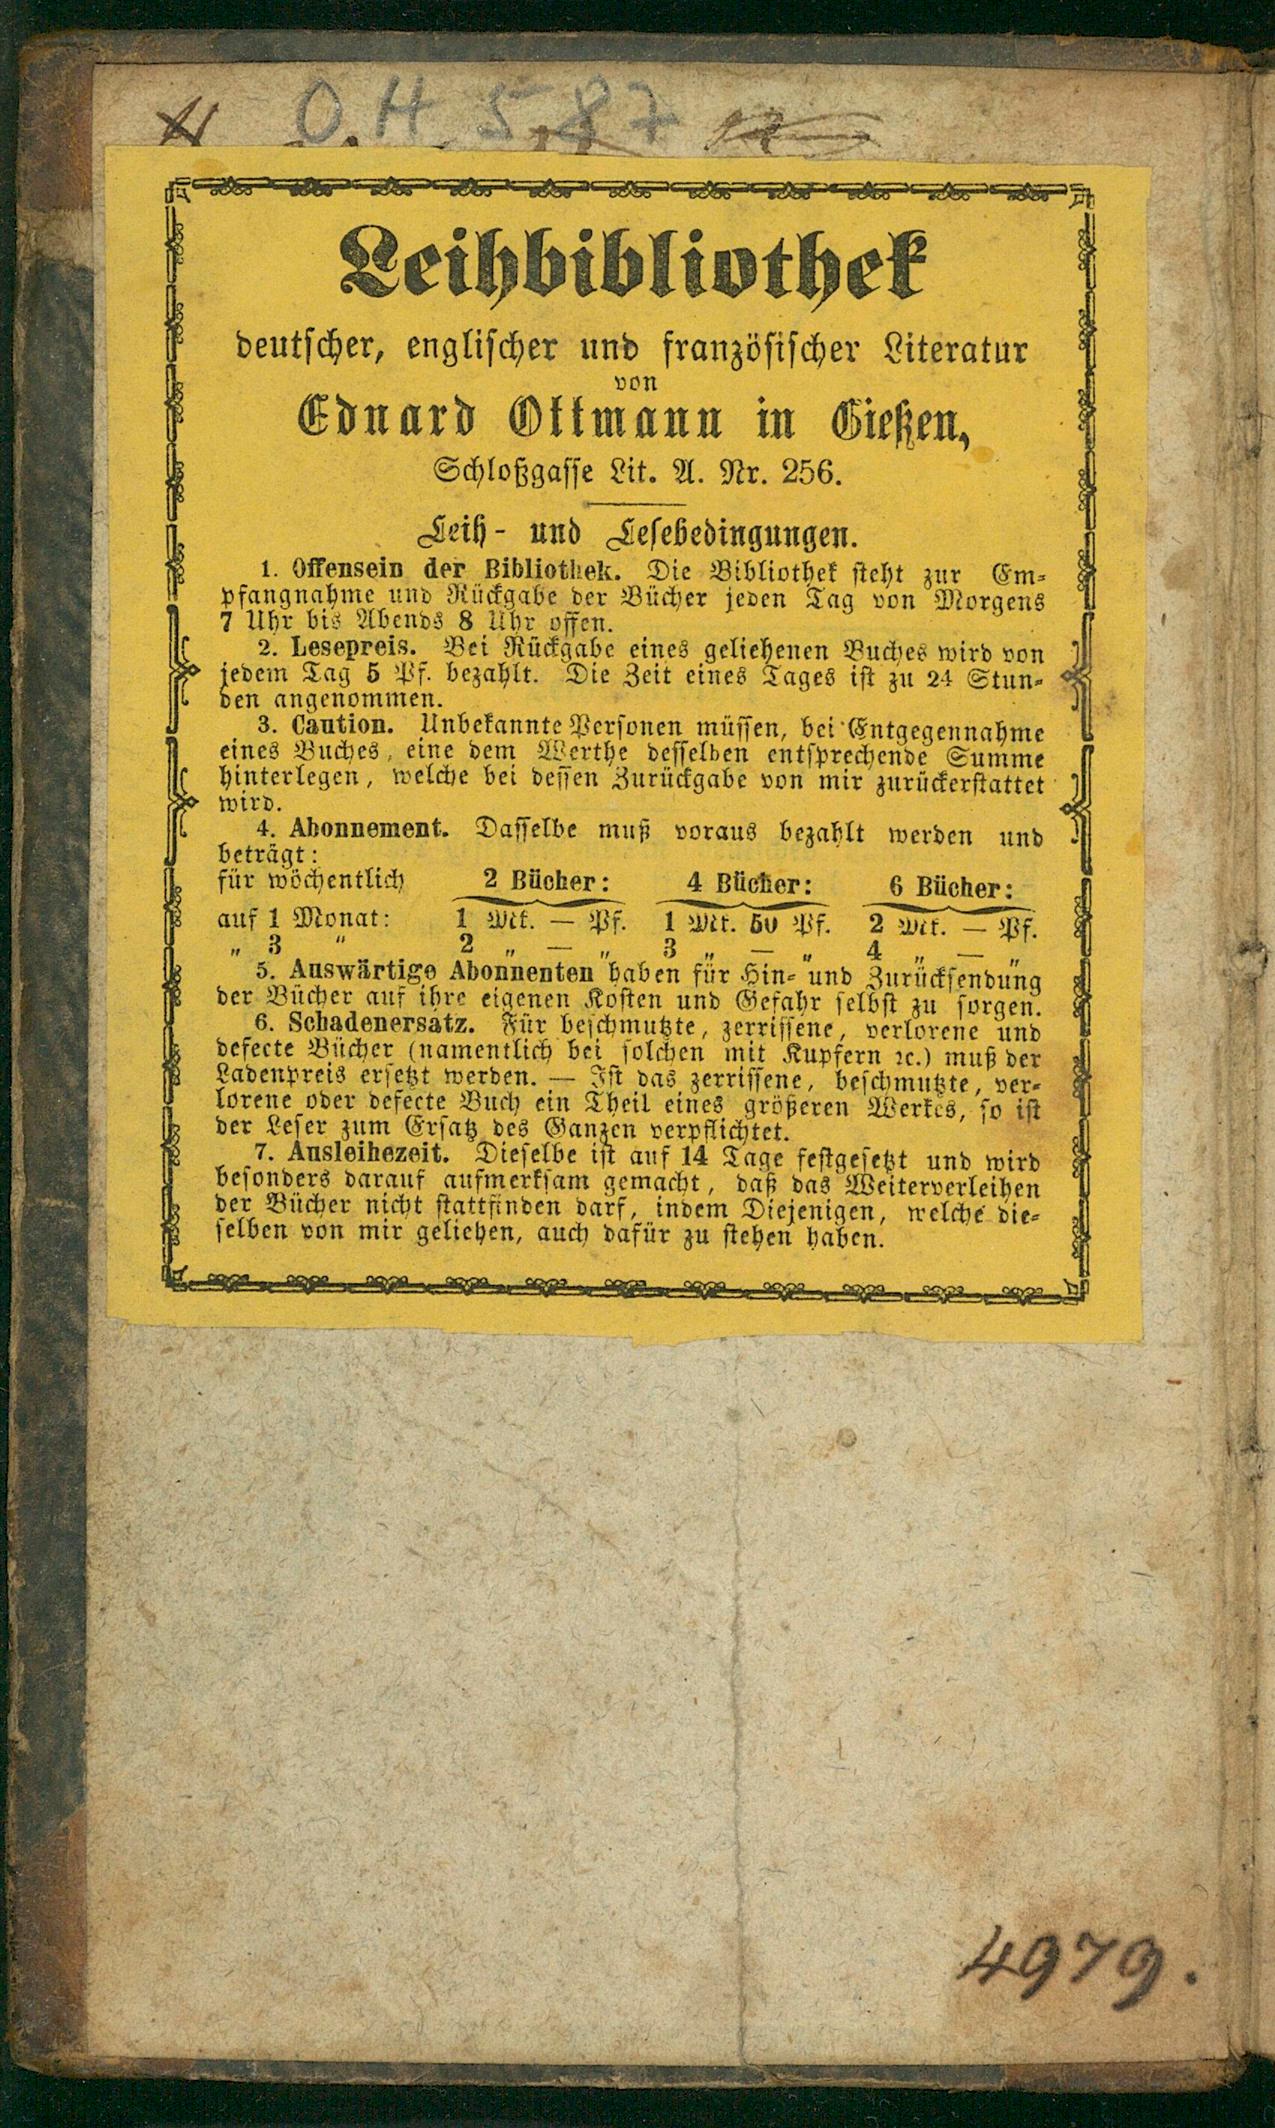 O.H 587
Leihbibliothek
deutscher, englischer und französischer Literatur
von
Eduard Ottmann in Gießen,
Schloßgasse Lit. A. Nr. 256.
Leih- und Lesebedingungen.
1. Offensein der Bibliothek. Die Bibliothek steht zur Em-
pfangnahme und Rückgabe der Bücher jeden Tag von Morgens
7 Uhr bis Abends 8 Uhr offen.
2. Lesepreis. Bei Rückgabe eines geliehenen Buches wird von
jedem Tag 5 Pf. bezahlt. Die Zeit eines Tages ist zu 24 Stun-
den angenommen.
3. Caution. Unbekannte Personen müssen, bei Entgegennahme
eines Buches, eine dem Werthe desselben entsprechende Summe
hinterlegen, welche bei dessen Zurückgabe von mir zurückerstattet
wird.
4. Abonnement. Dasselbe muß voraus bezahlt werden und
beträgt:
für wöchentlich 2 Bücher: 4 Bücher: 6 Bücher:
auf 1 Monat: 1 Mk. — Pf. 1 Mk. 50 Pf. 2 Mk. — Pf.
„ 3 „ 2 „ — „ 3 „ — „ 4 „ — „
5. Auswärtige Abonnenten haben für Hin- und Zurücksendung
der Bücher auf ihre eigenen Kosten und Gefahr selbst zu sorgen.
6. Schadenersatz. Für beschmutzte, zerrissene, verlorene und
defecte Bücher (namentlich bei solchen mit Kupfern ꝛc.) muß der
Ladenpreis ersetzt werden. — Ist das zerrissene, beschmutzte, ver-
lorene oder defecte Buch ein Theil eines größeren Werkes, so ist
der Leser zum Ersatz des Ganzen verpflichtet.
7. Ausleihezeit. Dieselbe ist auf 14 Tage festgesetzt und wird
besonders darauf aufmerksam gemacht, daß das Weiterverleihen
der Bücher nicht stattfinden darf, indem Diejenigen, welche die-
selben von mir geliehen, auch dafür zu stehen haben.
4979.